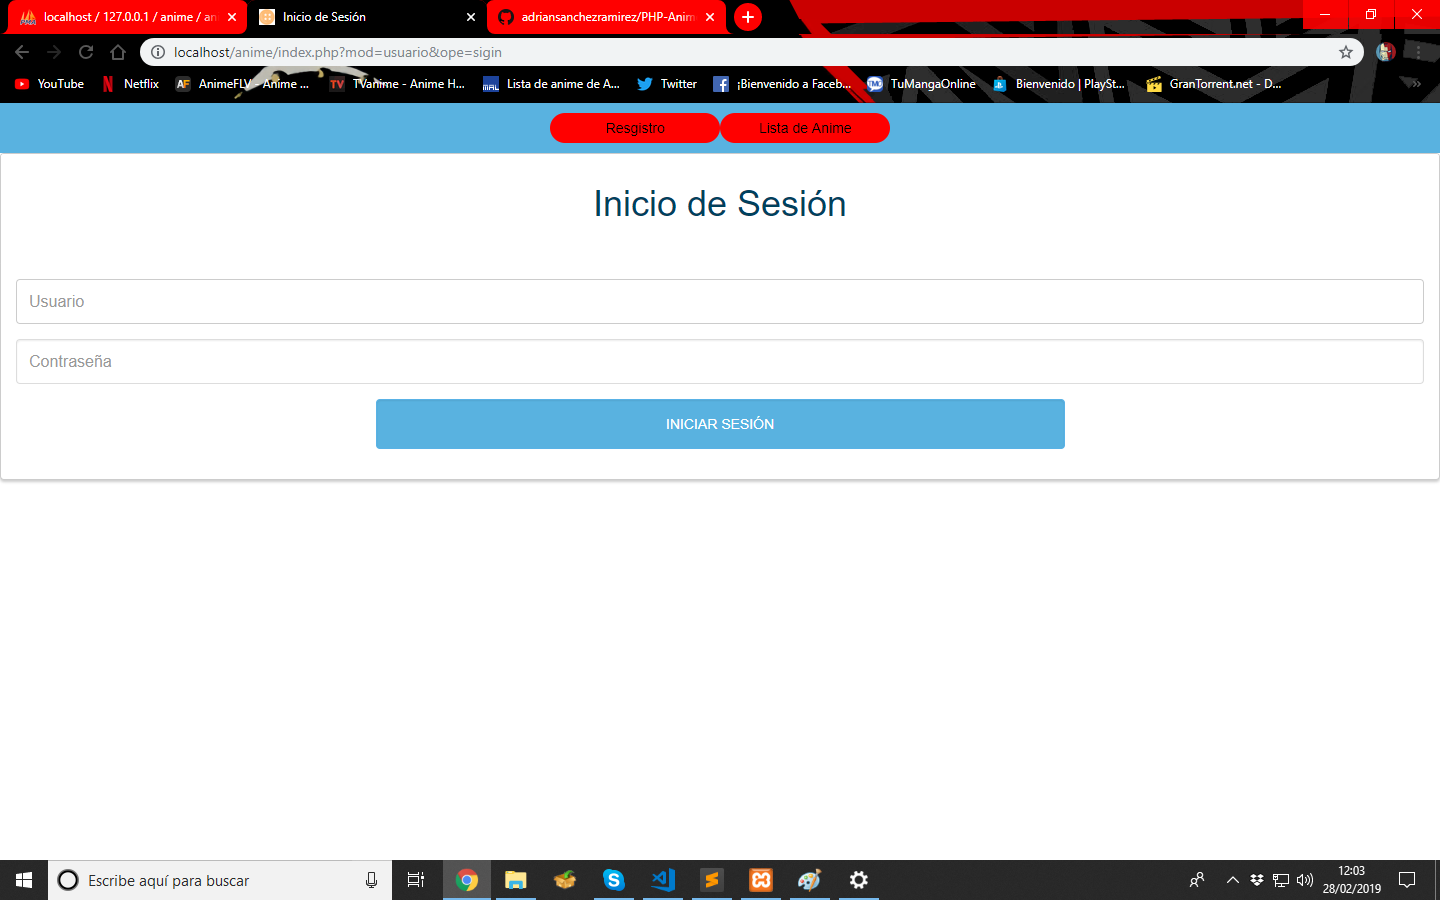 localhost / 127.0.0.1 / anime / ani
Inicio de Sesión
adriansanchezramirez/PHP-Anim
localhost/anime/index.php?mod=usuario&ope=sigin
YouTube
Netflix
AnimeFLV - Anime ...
TVanime - Anime H...
Lista de anime de A...
Twitter
¡Bienvenido a Faceb...
TuMangaOnline
Bienvenido | PlaySt...
GranTorrent.net - D...
Resgistro
Lista de Anime
Inicio de Sesión
Usuario
Contraseña
INICIAR SESIÓN
Escribe aquí para buscar
12:03
28/02/2019